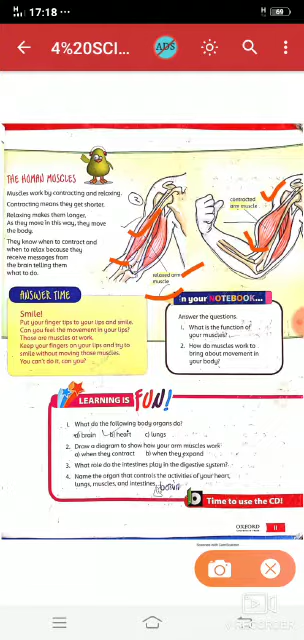 17:18 ...
69
4%20SCI...
ADS
THE HUMAN MUSCLES
Muscles work by contracting and relaxing.
Contracting means they get shorter.
Relaxing makes them longer.
As they move in this way, they move
the body.
They know when to contract and
when to relax because they
receive messages from
the brain telling them
what to do.
contracted
arm muscle
relaxed arm
muscle
ANSWER TIME
Smile!
Put your finger tips to your lips and smile.
Can you feel the movement in your lips?
Those are muscles at work.
Keep your fingers on your lips and try to
smile without moving those muscles.
You can't do it, can you?
In your NOTEBOOK...
Answer the questions.
1. What is the function of
your muscles?
2. How do muscles work to
bring about movement in
your body?
LEARNING IS FUN!
1. What do the following body organs do?
a) brain b) heart c) lungs
2. Draw a diagram to show how your arm muscles work
a) when they contract b) when they expand
3. What role do the intestines play in the digestive system?
4. Name the organ that controls the activities of your heart,
lungs, muscles, and intestines. brain
Time to use the CD!
OXFORD
11
Scanned with CamScanner
RECORDER